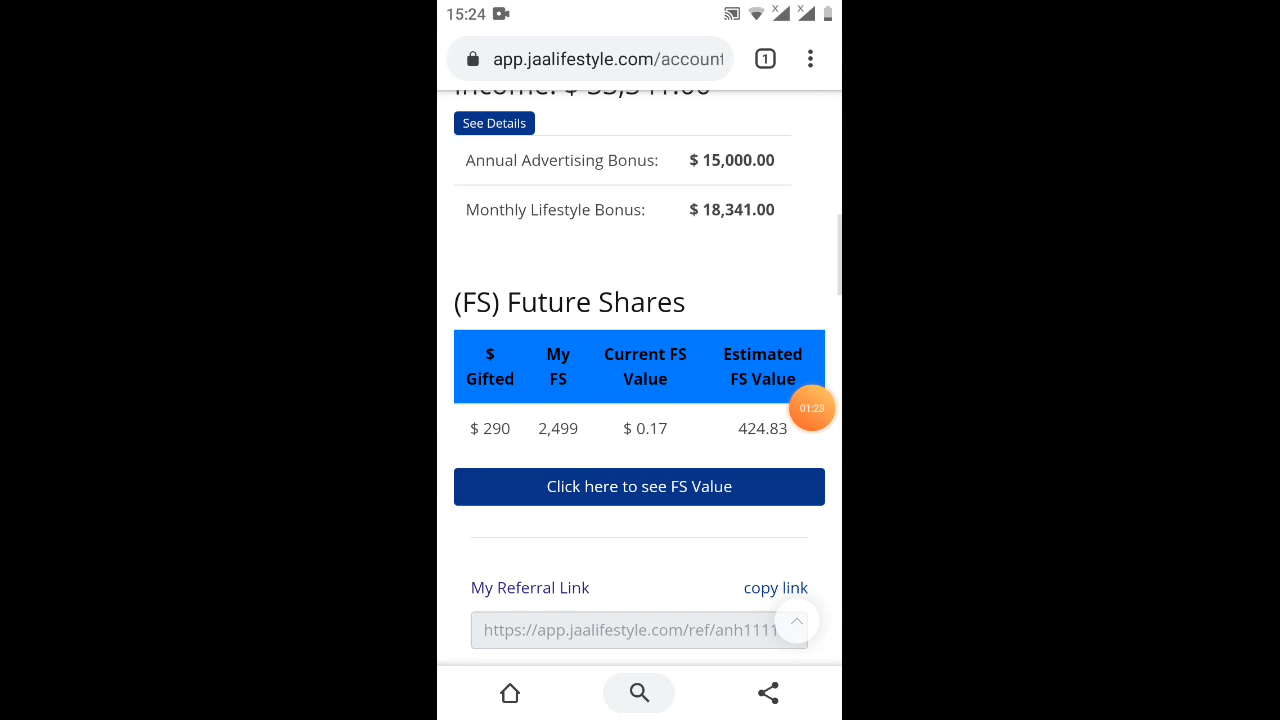 15:24
app.jaalifestyle.com/account
1
See Details
Annual Advertising Bonus: $ 15,000.00
Monthly Lifestyle Bonus: $ 18,341.00
(FS) Future Shares
$ Gifted My FS Current FS Value Estimated FS Value
$ 290 2,499 $ 0.17 424.83
01:23
Click here to see FS Value
My Referral Link copy link
https://app.jaalifestyle.com/ref/anh1111